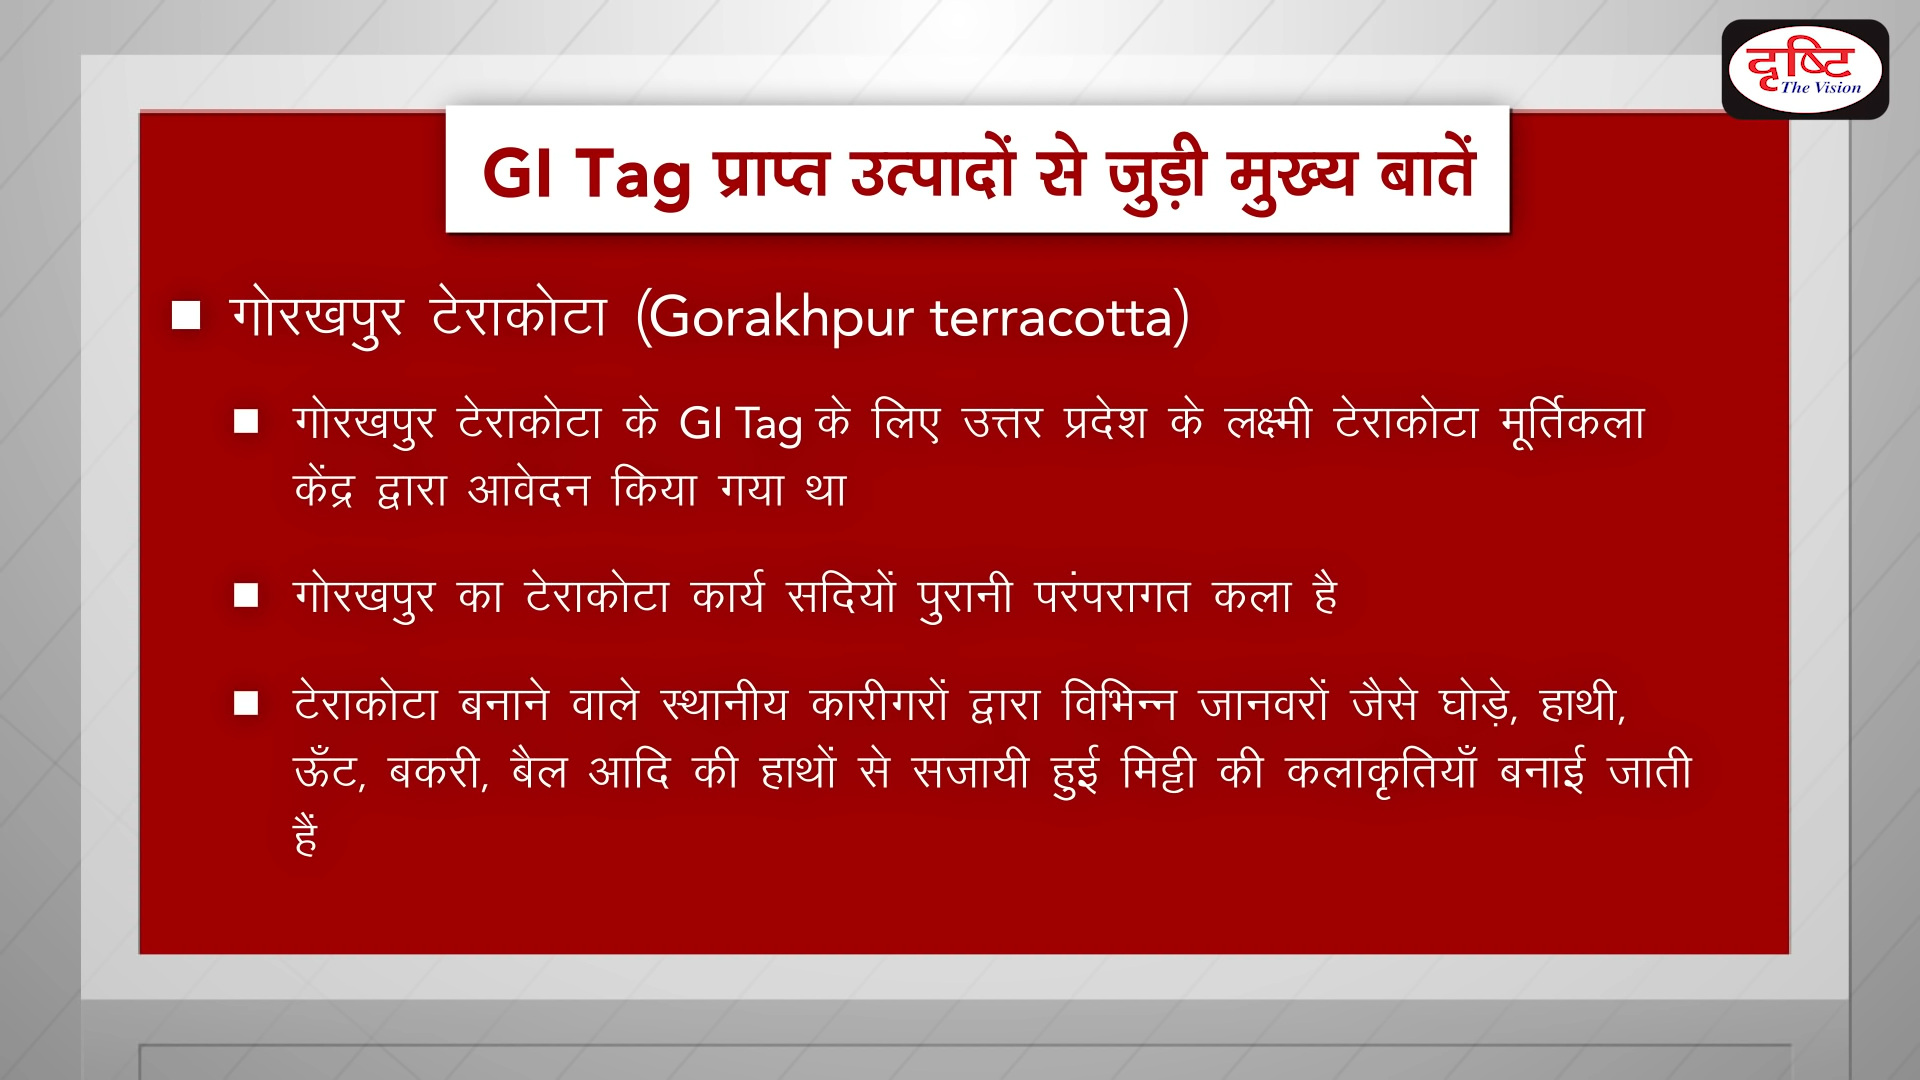 दृष्टि
The Vision
GI Tag प्राप्त उत्पादों से जुड़ी मुख्य बातें
■ गोरखपुर टेराकोटा (Gorakhpur terracotta)
■ गोरखपुर टेराकोटा के GI Tag के लिए उत्तर प्रदेश के लक्ष्मी टेराकोटा मूर्तिकला
केंद्र द्वारा आवेदन किया गया था
■ गोरखपुर का टेराकोटा कार्य सदियों पुरानी परंपरागत कला है
■ टेराकोटा बनाने वाले स्थानीय कारीगरों द्वारा विभिन्न जानवरों जैसे घोड़े, हाथी,
ऊँट, बकरी, बैल आदि की हाथों से सजायी हुई मिट्टी की कलाकृतियाँ बनाई जाती
हैं